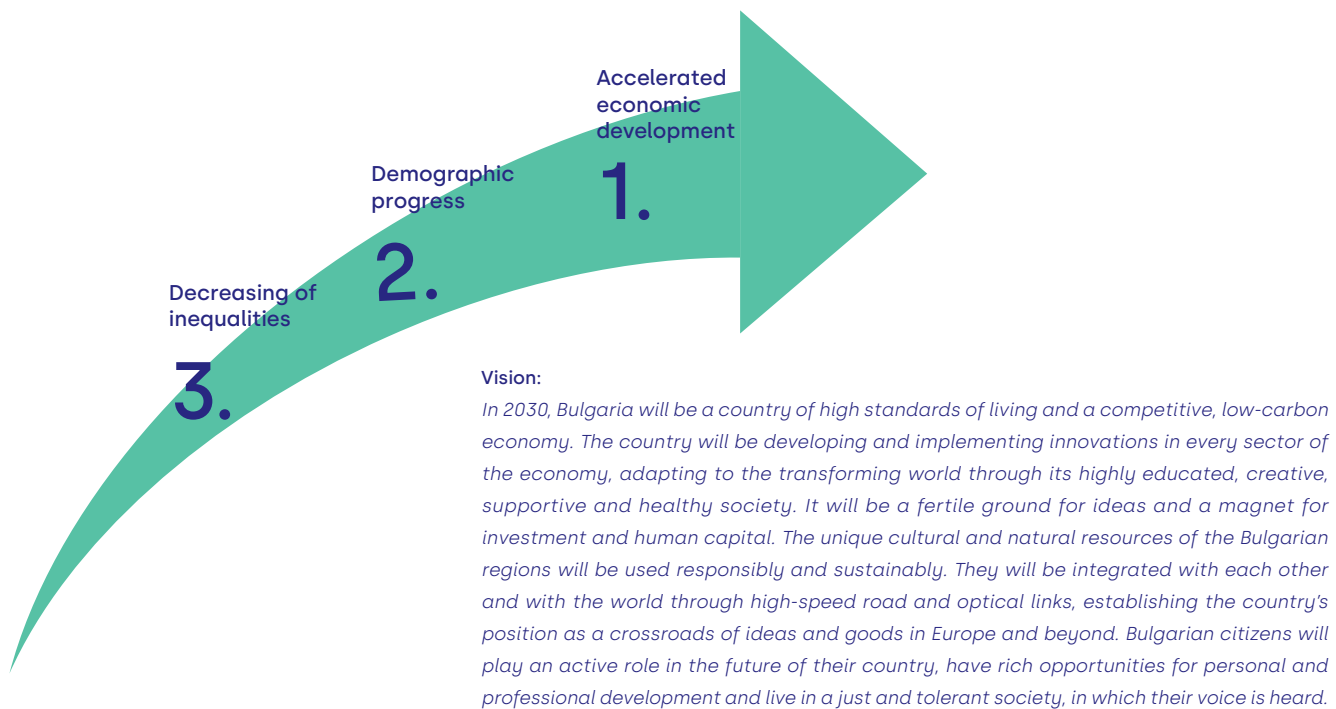 Accelerated
economic
development
1.
Demographic
progress
2.
Decreasing of
inequalities
3.
Vision:
In 2030, Bulgaria will be a country of high standards of living and a competitive, low-carbon
economy. The country will be developing and implementing innovations in every sector of
the economy, adapting to the transforming world through its highly educated, creative,
supportive and healthy society. It will be a fertile ground for ideas and a magnet for
investment and human capital. The unique cultural and natural resources of the Bulgarian
regions will be used responsibly and sustainably. They will be integrated with each other
and with the world through high-speed road and optical links, establishing the country's
position as a crossroads of ideas and goods in Europe and beyond. Bulgarian citizens will
play an active role in the future of their country, have rich opportunities for personal and
professional development and live in a just and tolerant society, in which their voice is heard.